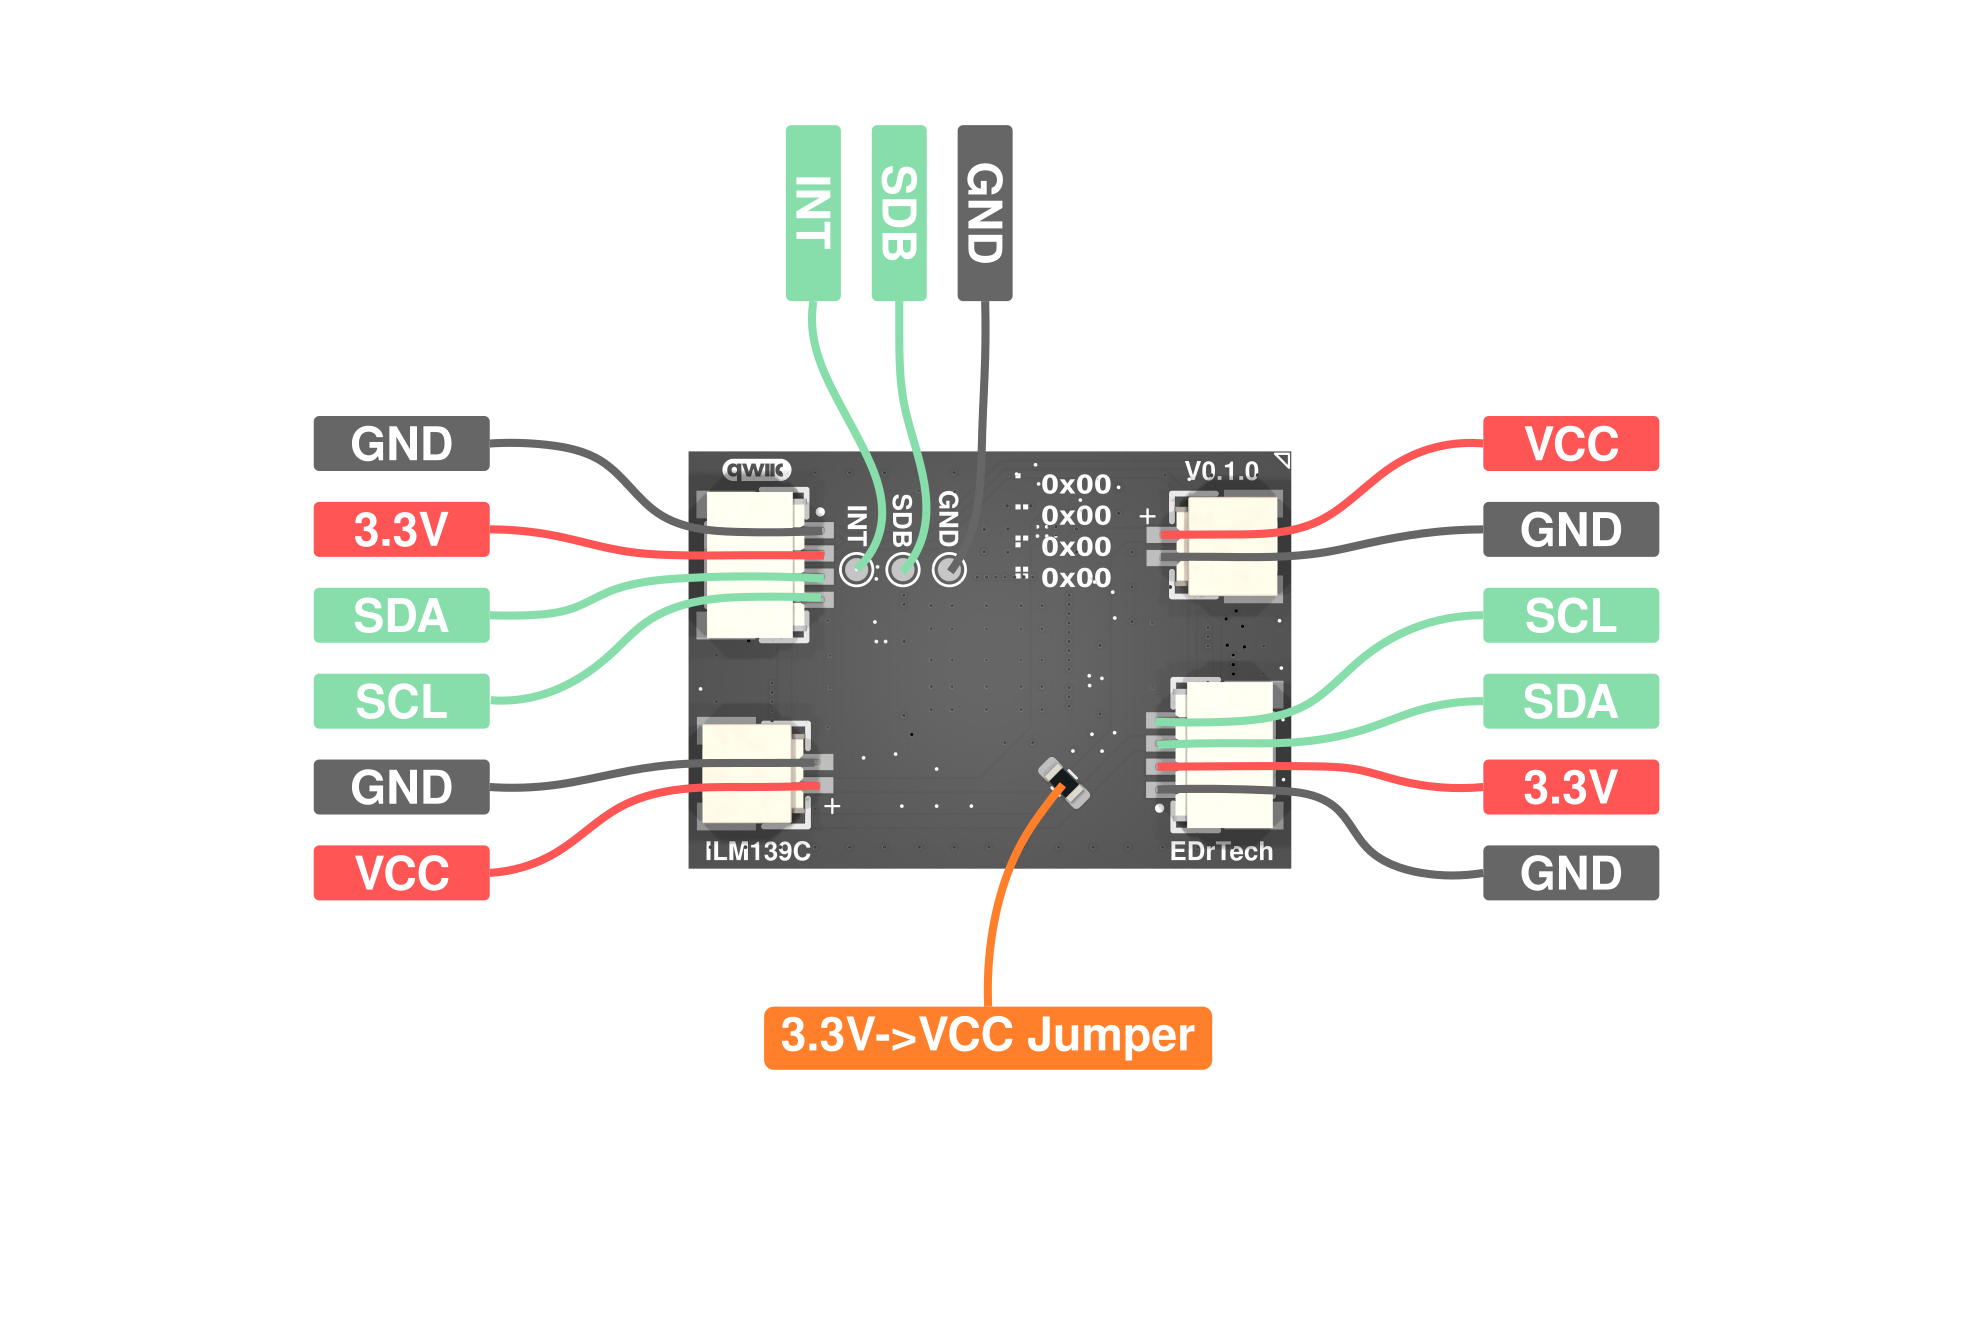 INT
SDB
GND
GND
3.3V
SDA
SCL
GND
VCC
qwiic
INT
SDB
GND
0x00
0x00
0x00
0x00
V0.1.0
+
+
iLM139C
EDrTech
VCC
GND
SCL
SDA
3.3V
GND
3.3V->VCC Jumper